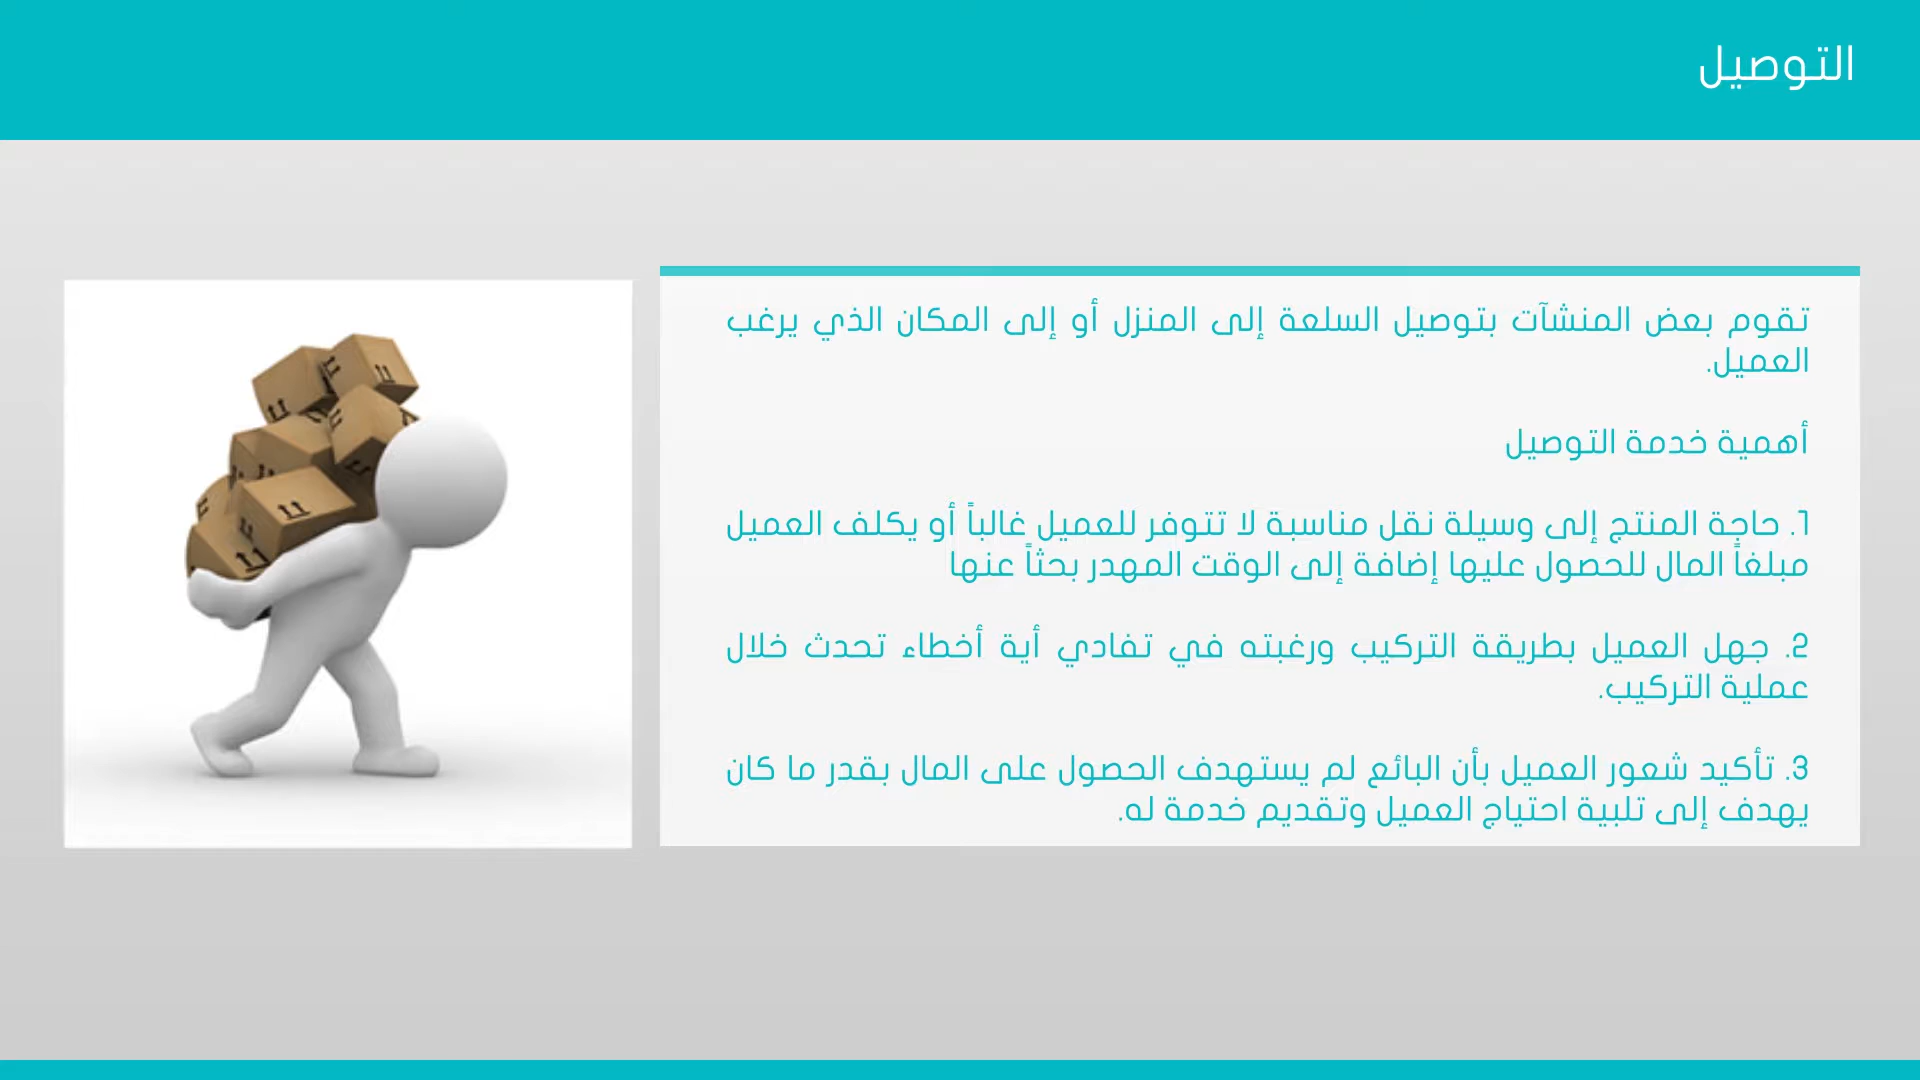 التوصيل
تقوم بعض المنشآت بتوصيل السلعة إلى المنزل أو إلى المكان الذي يرغب
العميل.
أهمية خدمة التوصيل
1. حاجة المنتج إلى وسيلة نقل مناسبة لا تتوفر للعميل غالباً أو يكلف العميل
مبلغاً المال للحصول عليها إضافة إلى الوقت المهدر بحثاً عنها
2. جهل العميل بطريقة التركيب ورغبته في تفادي أية أخطاء تحدث خلال
عملية التركيب.
3. تأكيد شعور العميل بأن البائع لم يستهدف الحصول على المال بقدر ما كان
يهدف إلى تلبية احتياج العميل وتقديم خدمة له.